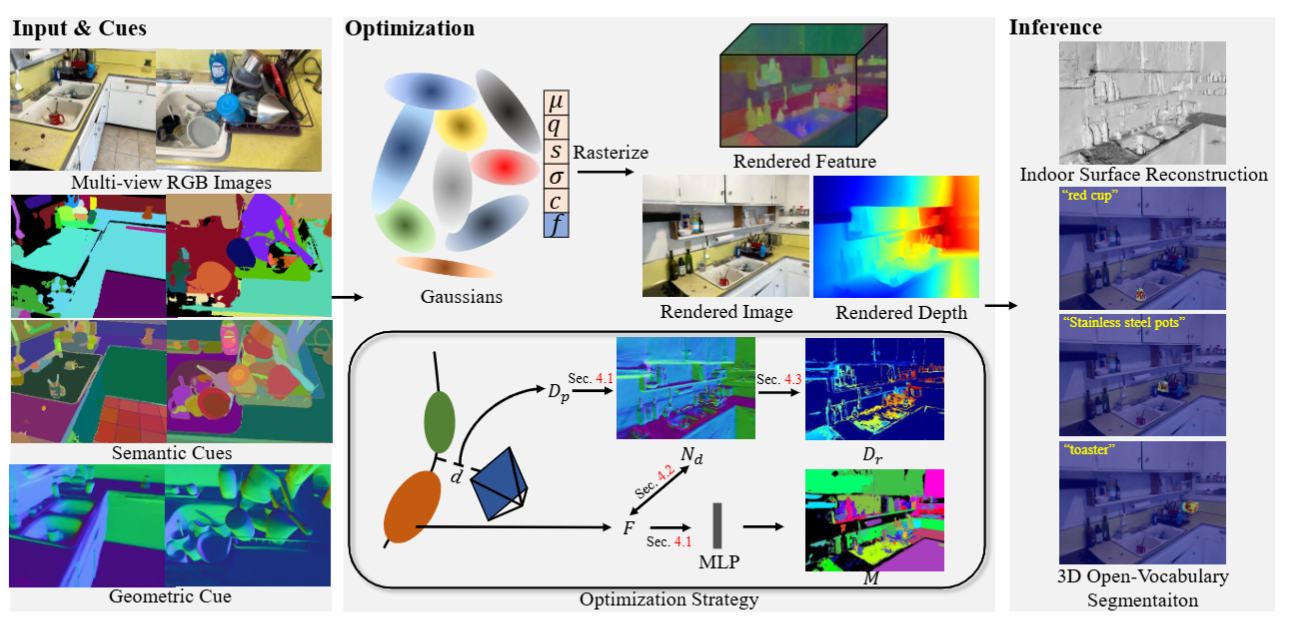 Input & Cues
Multi-view RGB Images
Semantic Cues
Geometric Cue
Optimization
Gaussians
μ
q
s
σ
c
f
Rasterize
Rendered Feature
Rendered Image
Rendered Depth
d
D_p
Sec. 4.1
N_d
Sec. 4.3
D_r
Sec. 4.2
F
Sec. 4.1
MLP
M
Optimization Strategy
Inference
Indoor Surface Reconstruction
“red cup”
“Stainless steel pots”
“toaster”
3D Open-Vocabulary
Segmentaiton